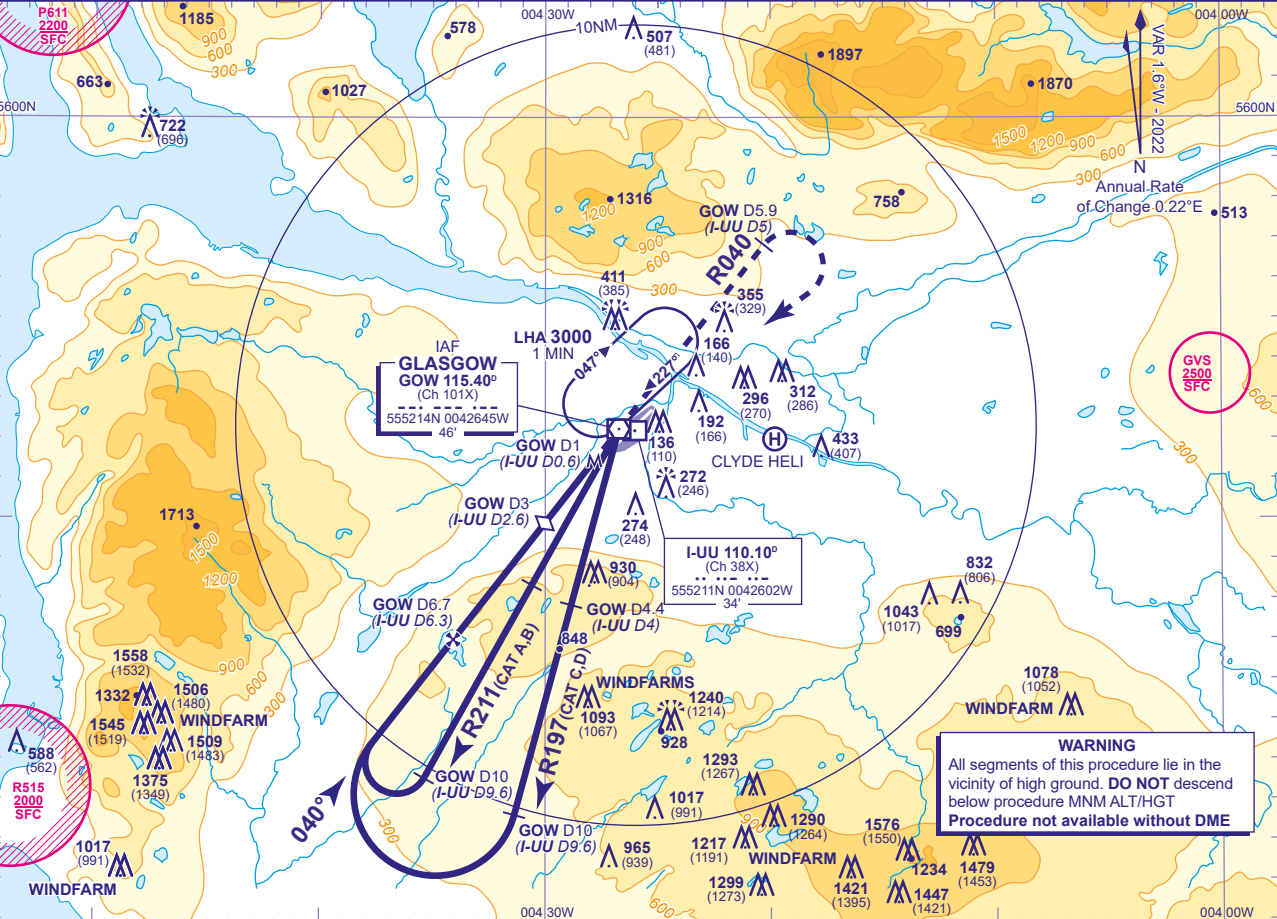 P611
2200
SFC
1185
900
600
300
578
004 30W
10NM
507
(481)
1897
1870
1500
1200
900
600
300
004 00W
VAR 1.6°W - 2022
N
Annual Rate
of Change 0.22°E
5600N
5600N
663
722
(696)
1027
1316
1200
900
600
300
758
513
GOW D5.9
(I-UU D5)
R040
411
(385)
355
(329)
LHA 3000
1 MIN
047°
227°
166
(140)
296
(270)
312
(286)
192
(166)
433
(407)
H
CLYDE HELI
GVS
2500
SFC
600
300
IAF
GLASGOW
GOW 115.40ᴰ
(Ch 101X)
555214N 0042645W
46'
136
(110)
272
(246)
274
(248)
GOW D1
(I-UU D0.6)
M
GOW D3
(I-UU D2.6)
I-UU 110.10ᴰ
(Ch 38X)
555211N 0042602W
34'
1713
1500
1200
900
600
300
930
(904)
GOW D4.4
(I-UU D4)
GOW D6.7
(I-UU D6.3)
848
R211 (CAT A,B)
R197 (CAT C,D)
832
(806)
1043
(1017)
699
1558
(1532)
1332
1506
(1480)
WINDFARM
1545
(1519)
1509
(1483)
1375
(1349)
588
(562)
R515
2000
SFC
1017
(991)
WINDFARM
WINDFARMS
1093
(1067)
1240
(1214)
928
1078
(1052)
WINDFARM
GOW D10
(I-UU D9.6)
GOW D10
(I-UU D9.6)
040°
300
1293
(1267)
1017
(991)
900
1290
(1264)
965
(939)
1217
(1191)
WINDFARM
1299
(1273)
1421
(1395)
1576
(1550)
1234
1479
(1453)
1447
(1421)
600
WARNING
All segments of this procedure lie in the
vicinity of high ground. DO NOT descend
below procedure MNM ALT/HGT
Procedure not available without DME
004 30W
004 00W